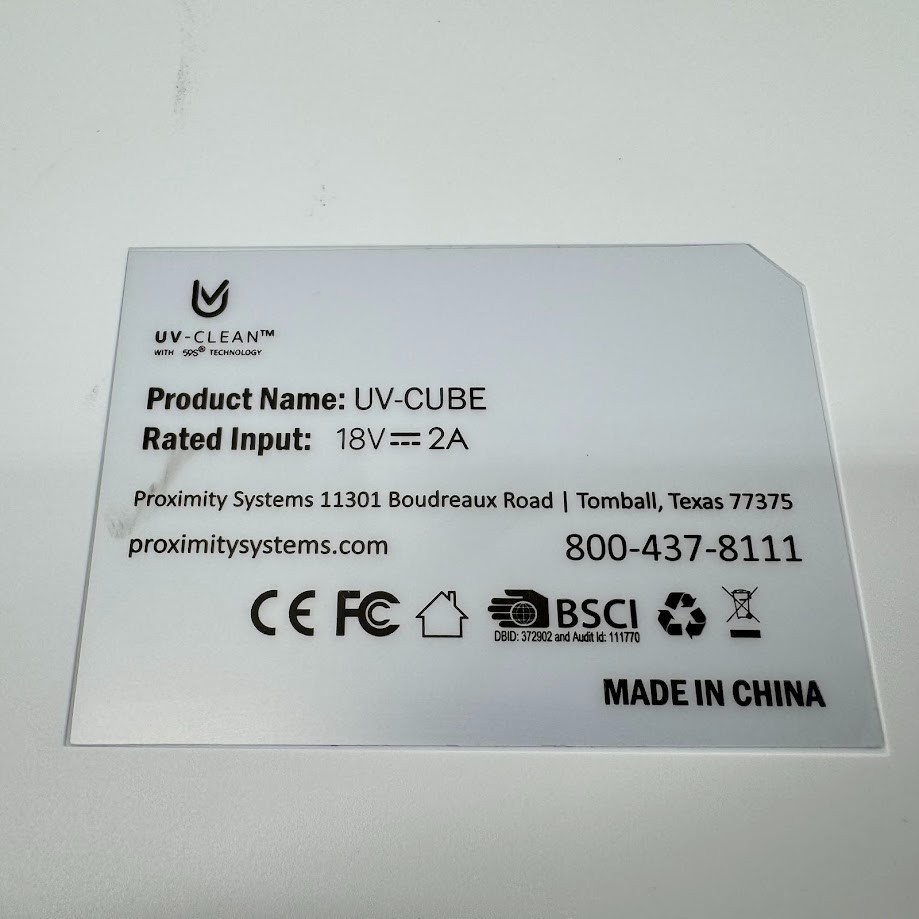 UV-CLEAN™
WITH SPS® TECHNOLOGY
Product Name: UV-CUBE
Rated Input: 18V⎓2A
Proximity Systems 11301 Boudreaux Road | Tomball, Texas 77375
proximitysystems.com 800-437-8111
CE FC BSCI
DBID: 372902 and Audit Id: 111770
MADE IN CHINA